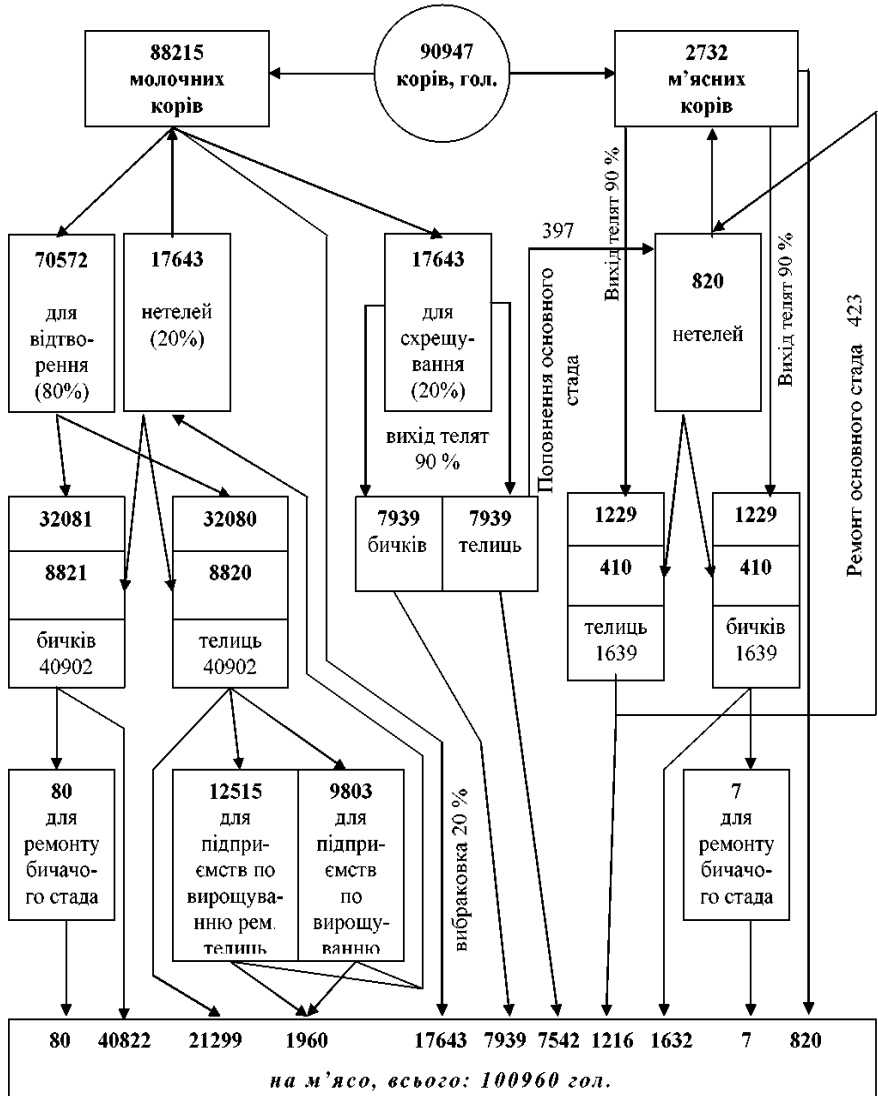 88215
молочних
корів
90947
корів, гол.
2732
м’ясних
корів
70572
для
відтво-
рення
(80%)
17643
нетелей
(20%)
17643
для
схрещу-
вання
(20%)
вихід телят
90 %
397
Поповнення основного
стада
Вихід телят 90 %
820
нетелей
Вихід телят 90 %
Ремонт основного стада 423
32081
8821
бичків
40902
32080
8820
телиць
40902
7939
бичків
7939
телиць
1229
410
телиць
1639
1229
410
бичків
1639
80
для
ремонту
бичачо-
го стада
12515
для
підпри-
ємств по
вирощува-
нню рем.
телиць
9803
для
підпри-
ємств
по
вирощу-
ванню
вибраковка 20 %
7
для
ремонту
бичачо-
го стада
80 40822 21299 1960 17643 7939 7542 1216 1632 7 820
на м’ясо, всього: 100960 гол.